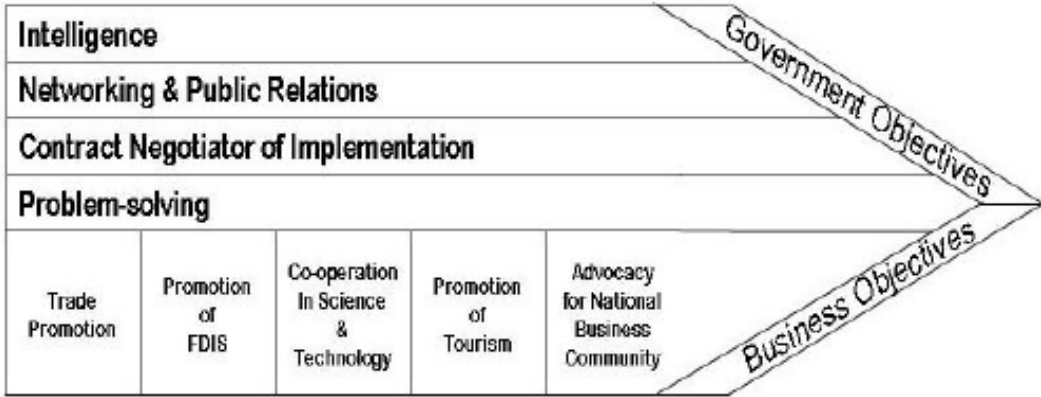 Intelligence
Networking & Public Relations
Contract Negotiator of Implementation
Problem-solving
Trade
Promotion
Promotion
of
FDIS
Co-operation
In Science
&
Technology
Promotion
of
Tourism
Advocacy
for National
Business
Community
Government Objectives
Business Objectives